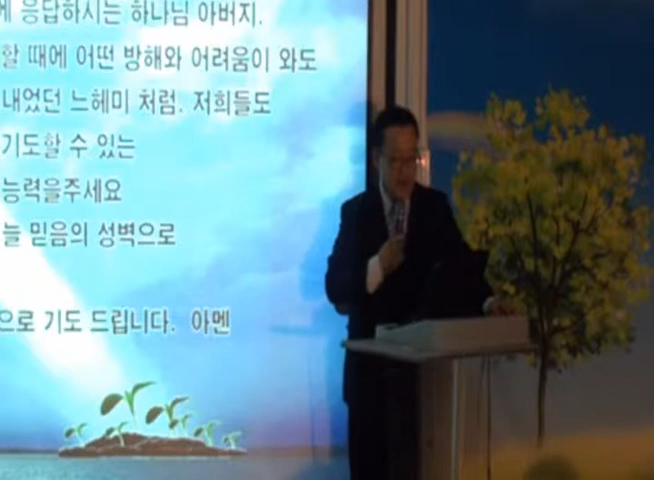 응답하시는 하나님 아버지.
할 때에 어떤 방해와 어려움이 와도
내었던 느헤미 처럼. 저희들도
기도할 수 있는
능력을주세요
늘 믿음의 성벽으로
으로 기도 드립니다. 아멘